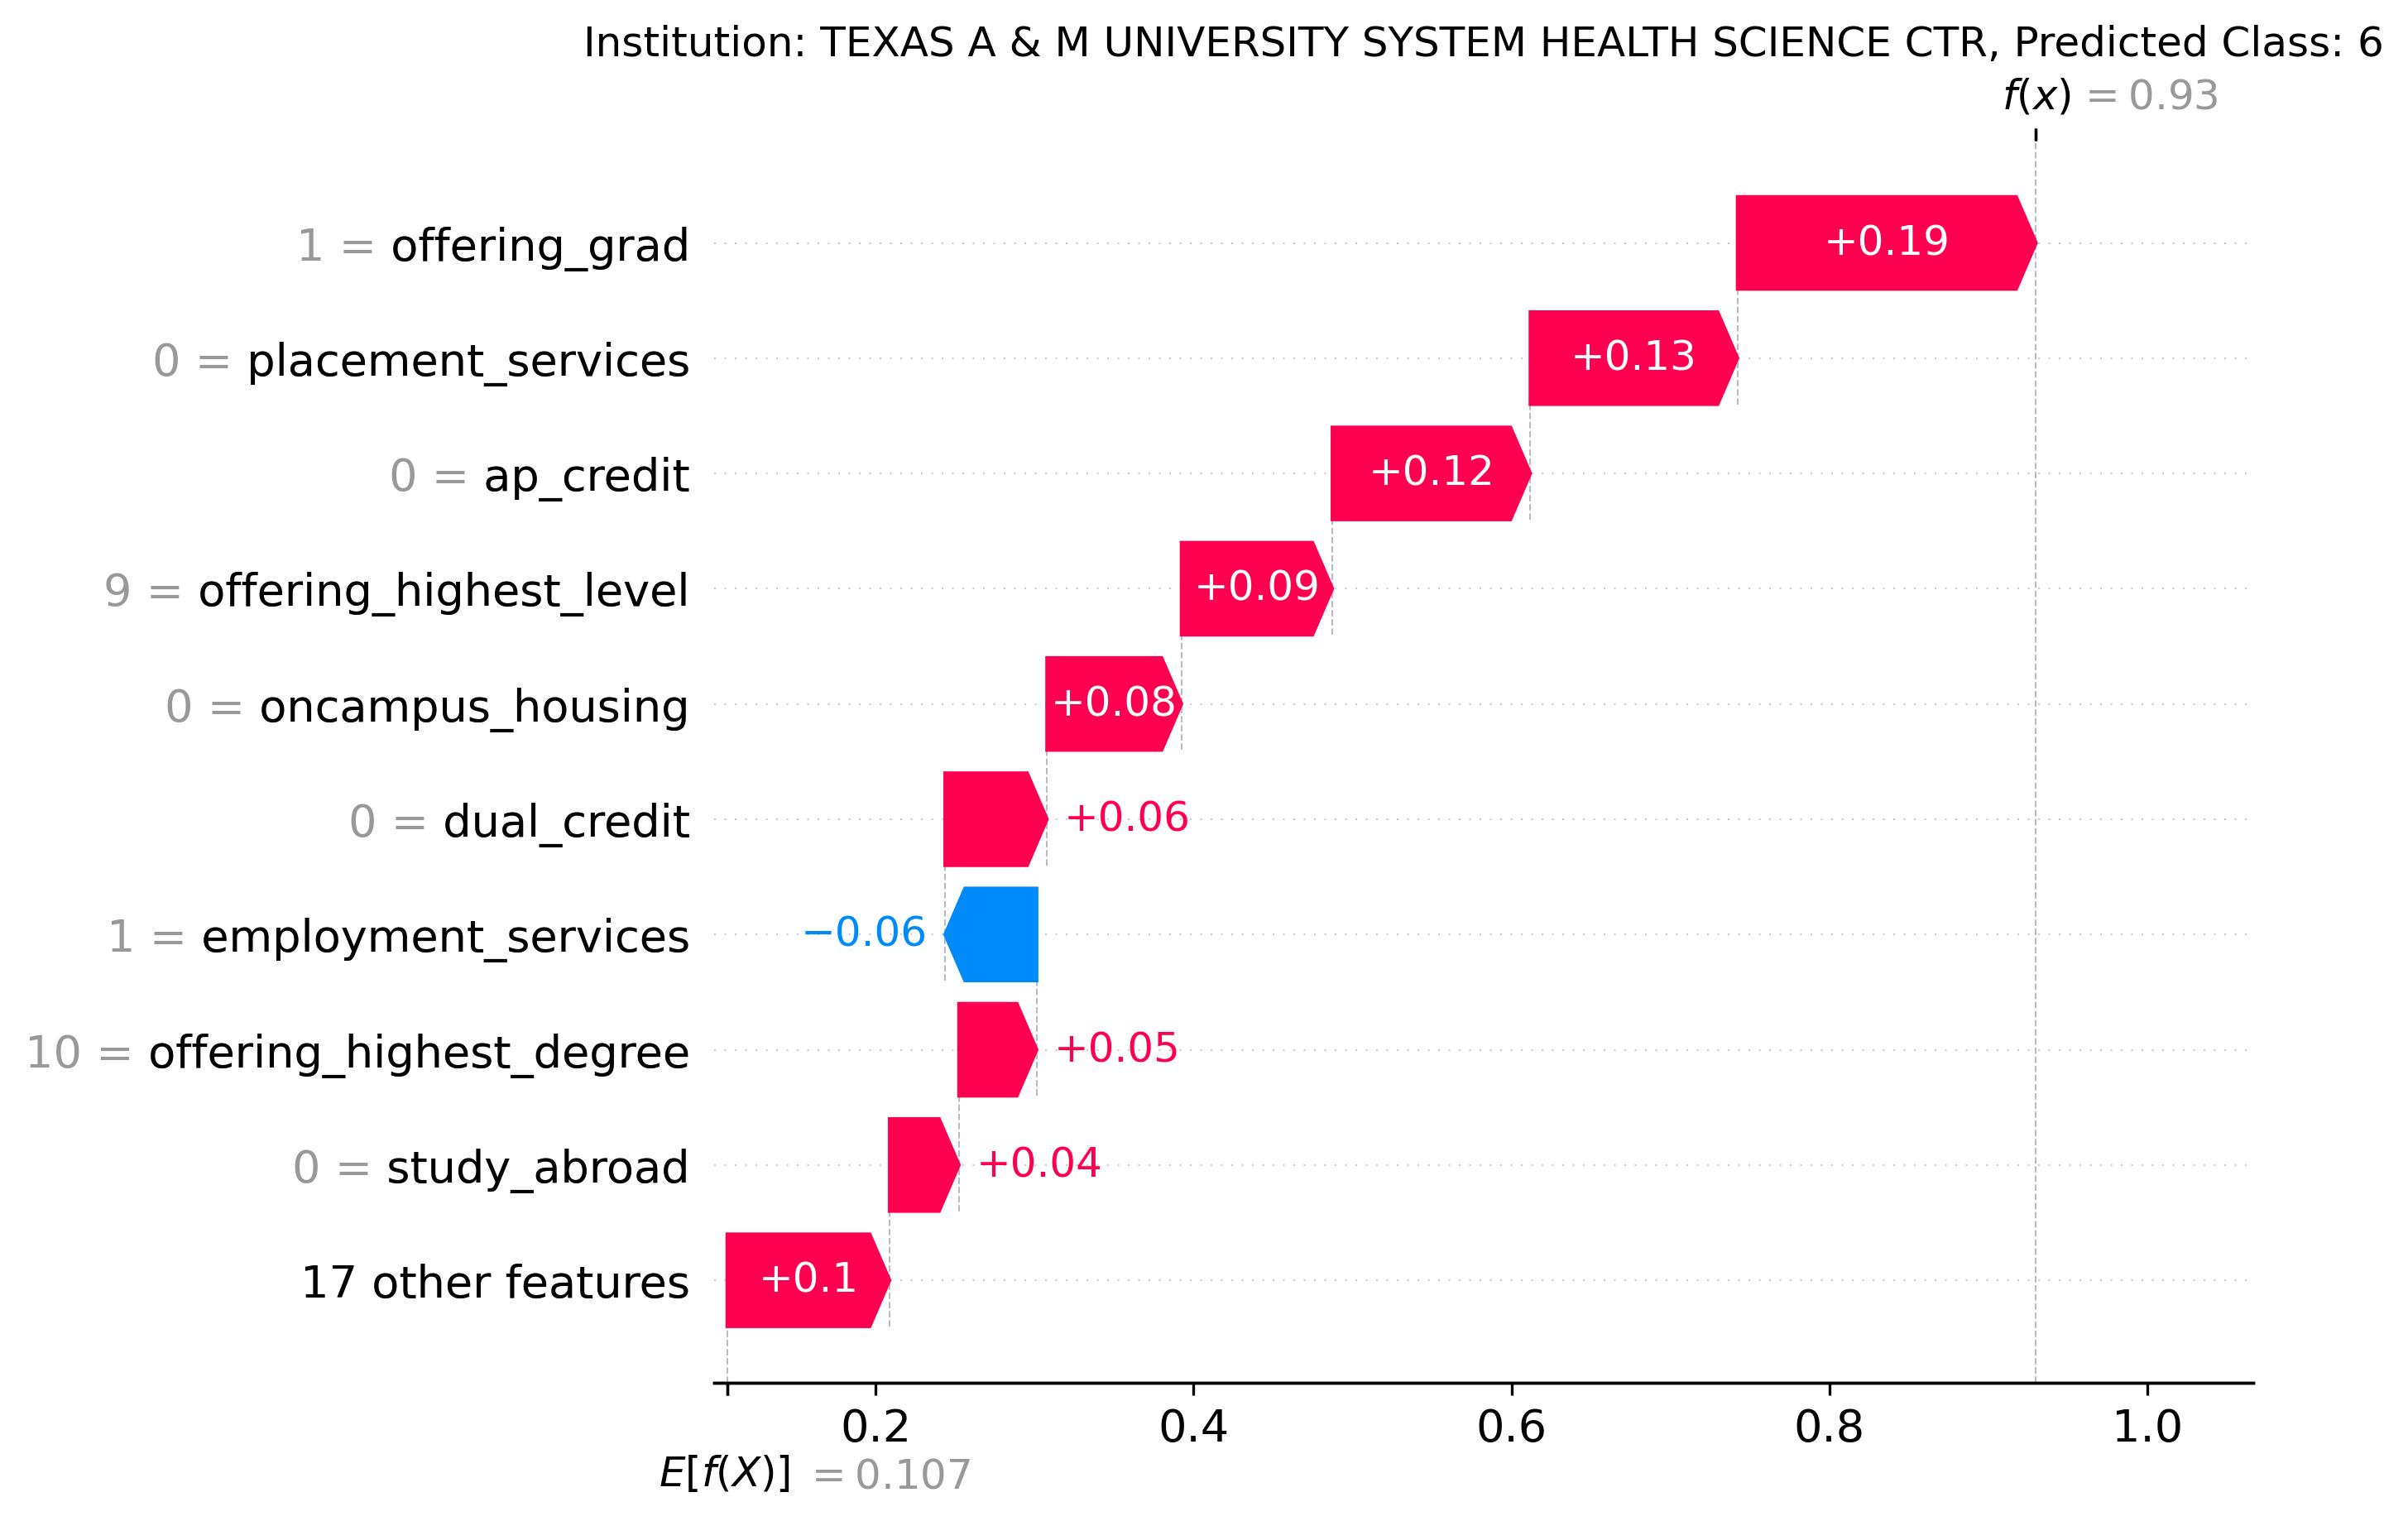 Institution: TEXAS A & M UNIVERSITY SYSTEM HEALTH SCIENCE CTR, Predicted Class: 6
f(x) = 0.93
1 = offering_grad +0.19
0 = placement_services +0.13
0 = ap_credit +0.12
9 = offering_highest_level +0.09
0 = oncampus_housing +0.08
0 = dual_credit +0.06
1 = employment_services −0.06
10 = offering_highest_degree +0.05
0 = study_abroad +0.04
17 other features +0.1
0.2 0.4 0.6 0.8 1.0
E[f(X)] = 0.107